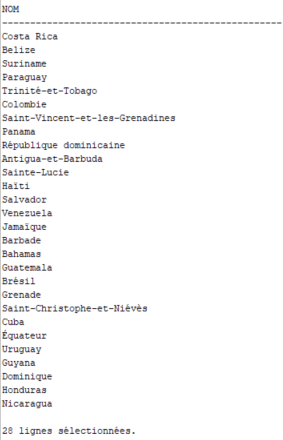 NOM
--------------------------------------------------
Costa Rica
Belize
Suriname
Paraguay
Trinité-et-Tobago
Colombie
Saint-Vincent-et-les-Grenadines
Panama
République dominicaine
Antigua-et-Barbuda
Sainte-Lucie
Haïti
Salvador
Venezuela
Jamaïque
Barbade
Bahamas
Guatemala
Brésil
Grenade
Saint-Christophe-et-Niévès
Cuba
Équateur
Uruguay
Guyana
Dominique
Honduras
Nicaragua
28 lignes sélectionnées.